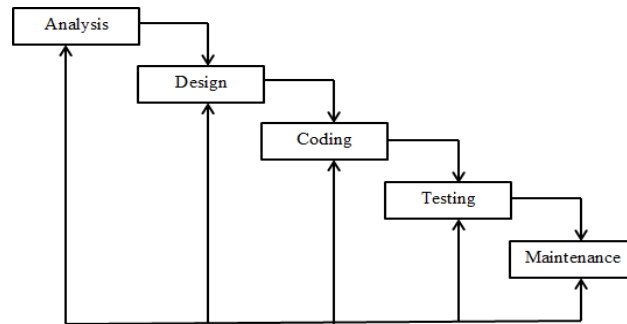 Analysis
Design
Coding
Testing
Maintenance